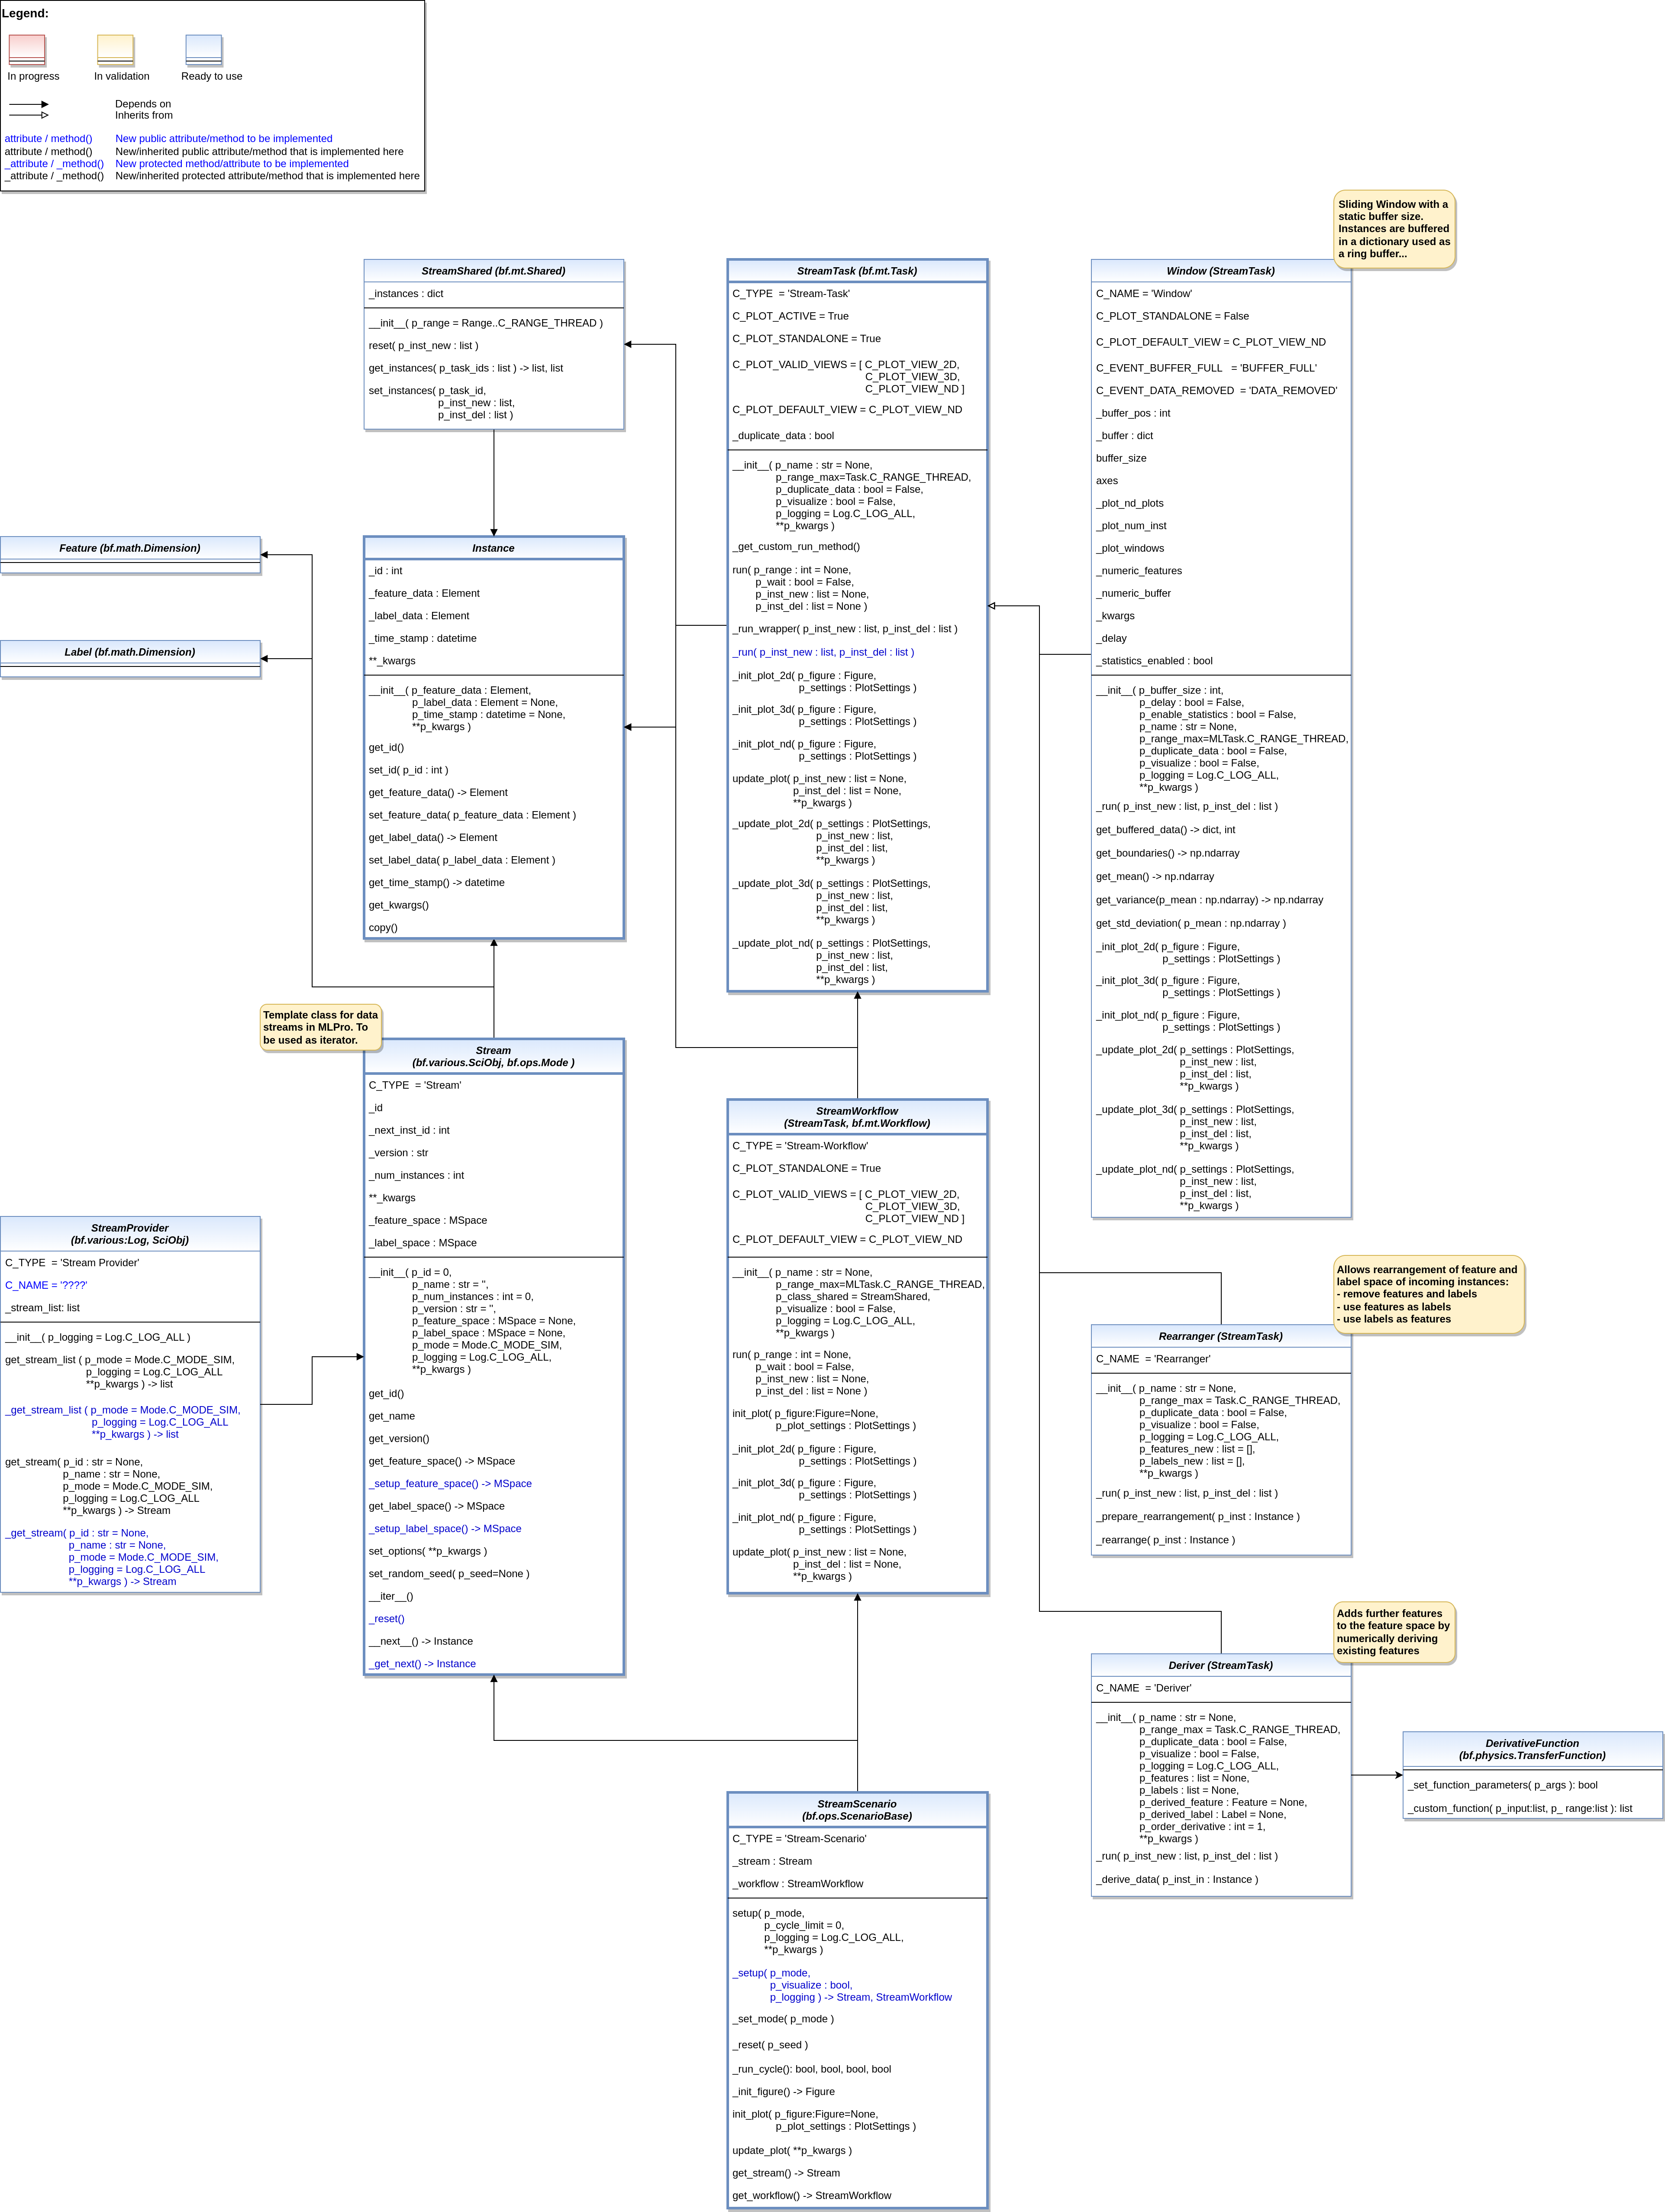 Legend:
In progress
In validation
Ready to use
Depends on
Inherits from
attribute / method() New public attribute/method to be implemented
attribute / method() New/inherited public attribute/method that is implemented here
_attribute / _method() New protected method/attribute to be implemented
_attribute / _method() New/inherited protected attribute/method that is implemented here
StreamShared (bf.mt.Shared)
_instances : dict
__init__( p_range = Range..C_RANGE_THREAD )
reset( p_inst_new : list )
get_instances( p_task_ids : list ) -> list, list
set_instances( p_task_id,
p_inst_new : list,
p_inst_del : list )
Feature (bf.math.Dimension)
Label (bf.math.Dimension)
Instance
_id : int
_feature_data : Element
_label_data : Element
_time_stamp : datetime
**_kwargs
__init__( p_feature_data : Element,
p_label_data : Element = None,
p_time_stamp : datetime = None,
**p_kwargs )
get_id()
set_id( p_id : int )
get_feature_data() -> Element
set_feature_data( p_feature_data : Element )
get_label_data() -> Element
set_label_data( p_label_data : Element )
get_time_stamp() -> datetime
get_kwargs()
copy()
Template class for data
streams in MLPro. To
be used as iterator.
Stream
(bf.various.SciObj, bf.ops.Mode )
C_TYPE = 'Stream'
_id
_next_inst_id : int
_version : str
_num_instances : int
**_kwargs
_feature_space : MSpace
_label_space : MSpace
__init__( p_id = 0,
p_name : str = '',
p_num_instances : int = 0,
p_version : str = '',
p_feature_space : MSpace = None,
p_label_space : MSpace = None,
p_mode = Mode.C_MODE_SIM,
p_logging = Log.C_LOG_ALL,
**p_kwargs )
get_id()
get_name
get_version()
get_feature_space() -> MSpace
_setup_feature_space() -> MSpace
get_label_space() -> MSpace
_setup_label_space() -> MSpace
set_options( **p_kwargs )
set_random_seed( p_seed=None )
__iter__()
_reset()
__next__() -> Instance
_get_next() -> Instance
StreamProvider
(bf.various:Log, SciObj)
C_TYPE = 'Stream Provider'
C_NAME = '????'
_stream_list: list
__init__( p_logging = Log.C_LOG_ALL )
get_stream_list ( p_mode = Mode.C_MODE_SIM,
p_logging = Log.C_LOG_ALL
**p_kwargs ) -> list
_get_stream_list ( p_mode = Mode.C_MODE_SIM,
p_logging = Log.C_LOG_ALL
**p_kwargs ) -> list
get_stream( p_id : str = None,
p_name : str = None,
p_mode = Mode.C_MODE_SIM,
p_logging = Log.C_LOG_ALL
**p_kwargs ) -> Stream
_get_stream( p_id : str = None,
p_name : str = None,
p_mode = Mode.C_MODE_SIM,
p_logging = Log.C_LOG_ALL
**p_kwargs ) -> Stream
StreamTask (bf.mt.Task)
C_TYPE = 'Stream-Task'
C_PLOT_ACTIVE = True
C_PLOT_STANDALONE = True
C_PLOT_VALID_VIEWS = [ C_PLOT_VIEW_2D,
C_PLOT_VIEW_3D,
C_PLOT_VIEW_ND ]
C_PLOT_DEFAULT_VIEW = C_PLOT_VIEW_ND
_duplicate_data : bool
__init__( p_name : str = None,
p_range_max=Task.C_RANGE_THREAD,
p_duplicate_data : bool = False,
p_visualize : bool = False,
p_logging = Log.C_LOG_ALL,
**p_kwargs )
_get_custom_run_method()
run( p_range : int = None,
p_wait : bool = False,
p_inst_new : list = None,
p_inst_del : list = None )
_run_wrapper( p_inst_new : list, p_inst_del : list )
_run( p_inst_new : list, p_inst_del : list )
_init_plot_2d( p_figure : Figure,
p_settings : PlotSettings )
_init_plot_3d( p_figure : Figure,
p_settings : PlotSettings )
_init_plot_nd( p_figure : Figure,
p_settings : PlotSettings )
update_plot( p_inst_new : list = None,
p_inst_del : list = None,
**p_kwargs )
_update_plot_2d( p_settings : PlotSettings,
p_inst_new : list,
p_inst_del : list,
**p_kwargs )
_update_plot_3d( p_settings : PlotSettings,
p_inst_new : list,
p_inst_del : list,
**p_kwargs )
_update_plot_nd( p_settings : PlotSettings,
p_inst_new : list,
p_inst_del : list,
**p_kwargs )
StreamWorkflow
(StreamTask, bf.mt.Workflow)
C_TYPE = 'Stream-Workflow'
C_PLOT_STANDALONE = True
C_PLOT_VALID_VIEWS = [ C_PLOT_VIEW_2D,
C_PLOT_VIEW_3D,
C_PLOT_VIEW_ND ]
C_PLOT_DEFAULT_VIEW = C_PLOT_VIEW_ND
__init__( p_name : str = None,
p_range_max=MLTask.C_RANGE_THREAD,
p_class_shared = StreamShared,
p_visualize : bool = False,
p_logging = Log.C_LOG_ALL,
**p_kwargs )
run( p_range : int = None,
p_wait : bool = False,
p_inst_new : list = None,
p_inst_del : list = None )
init_plot( p_figure:Figure=None,
p_plot_settings : PlotSettings )
_init_plot_2d( p_figure : Figure,
p_settings : PlotSettings )
_init_plot_3d( p_figure : Figure,
p_settings : PlotSettings )
_init_plot_nd( p_figure : Figure,
p_settings : PlotSettings )
update_plot( p_inst_new : list = None,
p_inst_del : list = None,
**p_kwargs )
StreamScenario
(bf.ops.ScenarioBase)
C_TYPE = 'Stream-Scenario'
_stream : Stream
_workflow : StreamWorkflow
setup( p_mode,
p_cycle_limit = 0,
p_logging = Log.C_LOG_ALL,
**p_kwargs )
_setup( p_mode,
p_visualize : bool,
p_logging ) -> Stream, StreamWorkflow
_set_mode( p_mode )
_reset( p_seed )
_run_cycle(): bool, bool, bool, bool
_init_figure() -> Figure
init_plot( p_figure:Figure=None,
p_plot_settings : PlotSettings )
update_plot( **p_kwargs )
get_stream() -> Stream
get_workflow() -> StreamWorkflow
Sliding Window with a
static buffer size.
Instances are buffered
in a dictionary used as
a ring buffer...
Window (StreamTask)
C_NAME = 'Window'
C_PLOT_STANDALONE = False
C_PLOT_DEFAULT_VIEW = C_PLOT_VIEW_ND
C_EVENT_BUFFER_FULL = 'BUFFER_FULL'
C_EVENT_DATA_REMOVED = 'DATA_REMOVED'
_buffer_pos : int
_buffer : dict
buffer_size
axes
_plot_nd_plots
_plot_num_inst
_plot_windows
_numeric_features
_numeric_buffer
_kwargs
_delay
_statistics_enabled : bool
__init__( p_buffer_size : int,
p_delay : bool = False,
p_enable_statistics : bool = False,
p_name : str = None,
p_range_max=MLTask.C_RANGE_THREAD,
p_duplicate_data : bool = False,
p_visualize : bool = False,
p_logging = Log.C_LOG_ALL,
**p_kwargs )
_run( p_inst_new : list, p_inst_del : list )
get_buffered_data() -> dict, int
get_boundaries() -> np.ndarray
get_mean() -> np.ndarray
get_variance(p_mean : np.ndarray) -> np.ndarray
get_std_deviation( p_mean : np.ndarray )
_init_plot_2d( p_figure : Figure,
p_settings : PlotSettings )
_init_plot_3d( p_figure : Figure,
p_settings : PlotSettings )
_init_plot_nd( p_figure : Figure,
p_settings : PlotSettings )
_update_plot_2d( p_settings : PlotSettings,
p_inst_new : list,
p_inst_del : list,
**p_kwargs )
_update_plot_3d( p_settings : PlotSettings,
p_inst_new : list,
p_inst_del : list,
**p_kwargs )
_update_plot_nd( p_settings : PlotSettings,
p_inst_new : list,
p_inst_del : list,
**p_kwargs )
Allows rearrangement of feature and
label space of incoming instances:
- remove features and labels
- use features as labels
- use labels as features
Rearranger (StreamTask)
C_NAME = 'Rearranger'
__init__( p_name : str = None,
p_range_max = Task.C_RANGE_THREAD,
p_duplicate_data : bool = False,
p_visualize : bool = False,
p_logging = Log.C_LOG_ALL,
p_features_new : list = [],
p_labels_new : list = [],
**p_kwargs )
_run( p_inst_new : list, p_inst_del : list )
_prepare_rearrangement( p_inst : Instance )
_rearrange( p_inst : Instance )
Adds further features
to the feature space by
numerically deriving
existing features
Deriver (StreamTask)
C_NAME = 'Deriver'
__init__( p_name : str = None,
p_range_max = Task.C_RANGE_THREAD,
p_duplicate_data : bool = False,
p_visualize : bool = False,
p_logging = Log.C_LOG_ALL,
p_features : list = None,
p_labels : list = None,
p_derived_feature : Feature = None,
p_derived_label : Label = None,
p_order_derivative : int = 1,
**p_kwargs )
_run( p_inst_new : list, p_inst_del : list )
_derive_data( p_inst_in : Instance )
DerivativeFunction
(bf.physics.TransferFunction)
_set_function_parameters( p_args ): bool
_custom_function( p_input:list, p_ range:list ): list